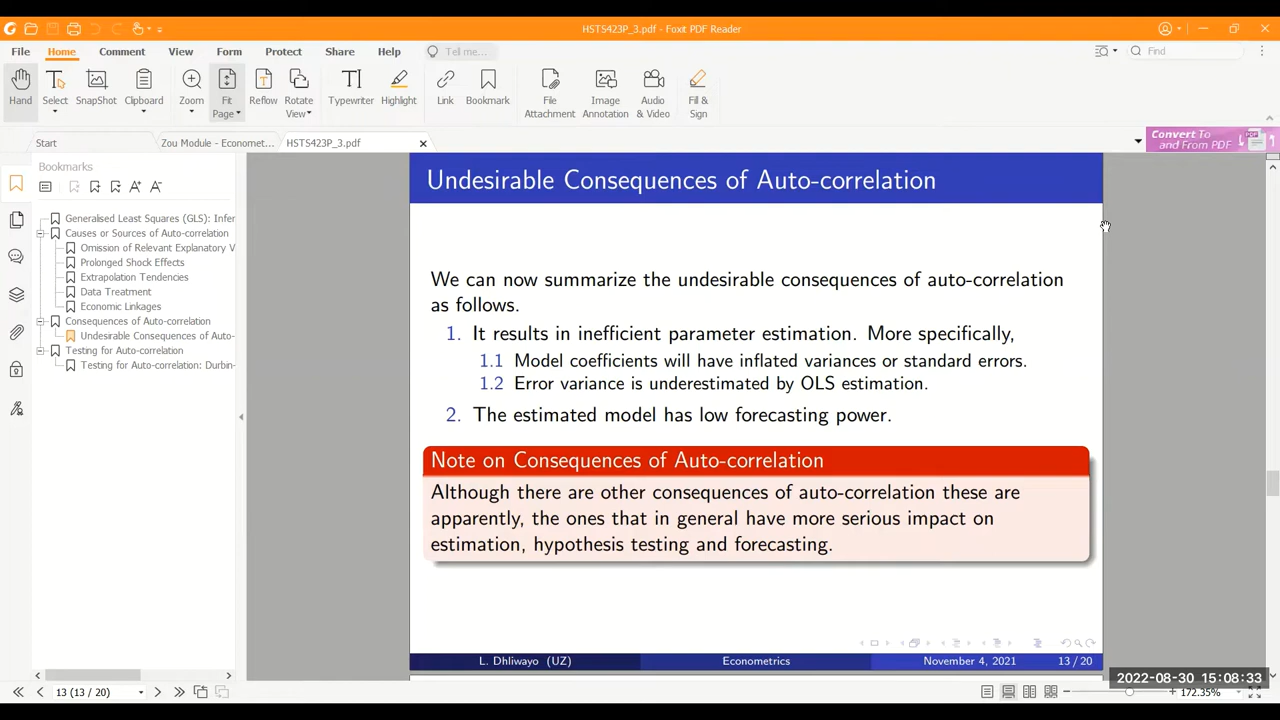 HSTS423P_3.pdf - Foxit PDF Reader
File Home Comment View Form Protect Share Help Tell me... Find
Hand Select SnapShot Clipboard Zoom Fit Page Reflow Rotate View Typewriter Highlight Link Bookmark File Attachment Image Annotation Audio & Video Fill & Sign
Start Zou Module - Economet... HSTS423P_3.pdf
Convert To
and From PDF
Bookmarks
Generalised Least Squares (GLS): Infer
Causes or Sources of Auto-correlation
Omission of Relevant Explanatory V
Prolonged Shock Effects
Extrapolation Tendencies
Data Treatment
Economic Linkages
Consequences of Auto-correlation
Undesirable Consequences of Auto-
Testing for Auto-correlation
Testing for Auto-correlation: Durbin-
Undesirable Consequences of Auto-correlation
We can now summarize the undesirable consequences of auto-correlation
as follows.
1. It results in inefficient parameter estimation. More specifically,
1.1 Model coefficients will have inflated variances or standard errors.
1.2 Error variance is underestimated by OLS estimation.
2. The estimated model has low forecasting power.
Note on Consequences of Auto-correlation
Although there are other consequences of auto-correlation these are
apparently, the ones that in general have more serious impact on
estimation, hypothesis testing and forecasting.
L. Dhliwayo (UZ) Econometrics November 4, 2021 13 / 20
2022-08-30 15:08:33
13 (13 / 20) 172.35%